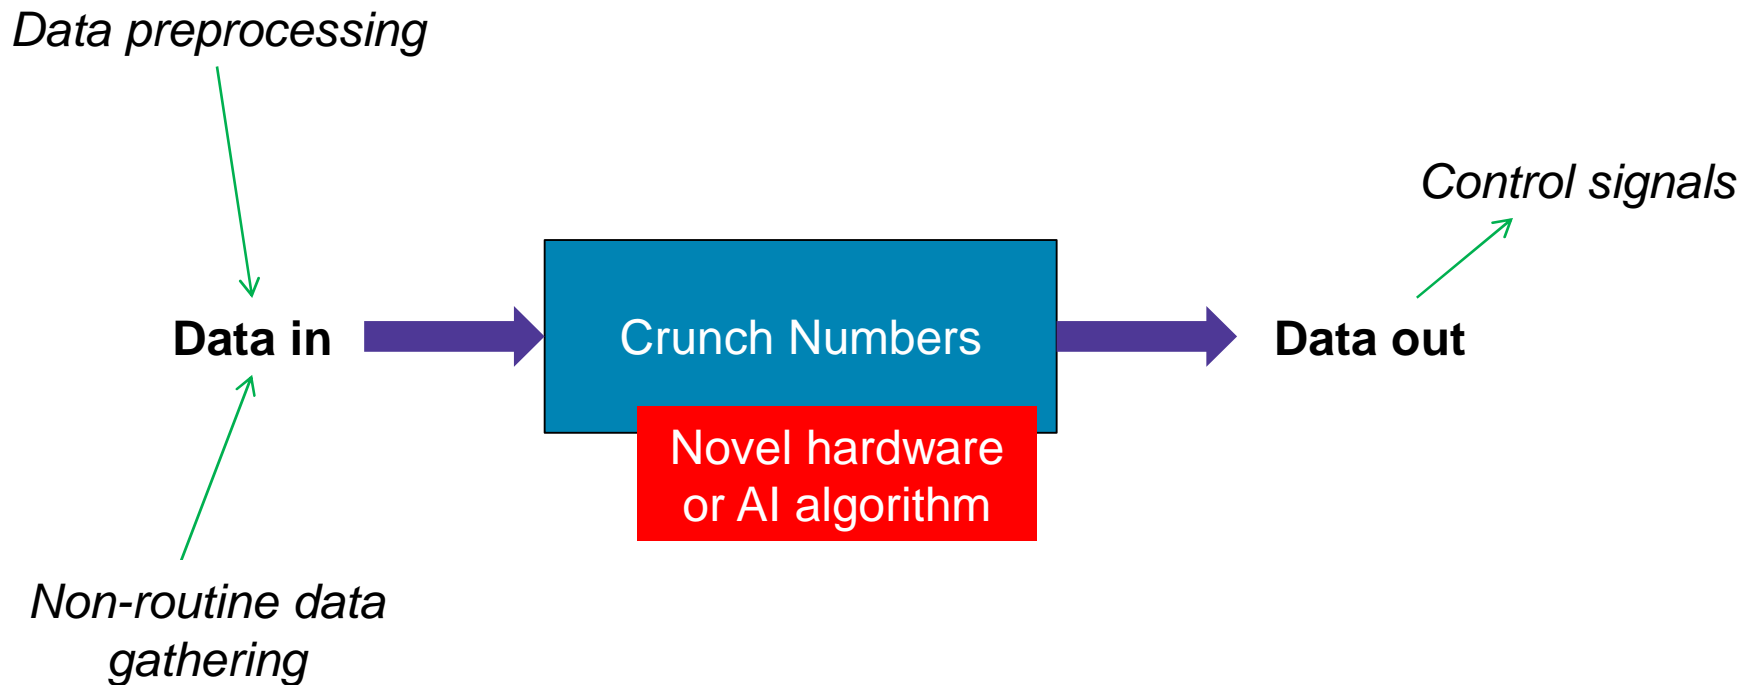 Data preprocessing
Control signals
Data in
Crunch Numbers
Data out
Novel hardware
or AI algorithm
Non-routine data
gathering